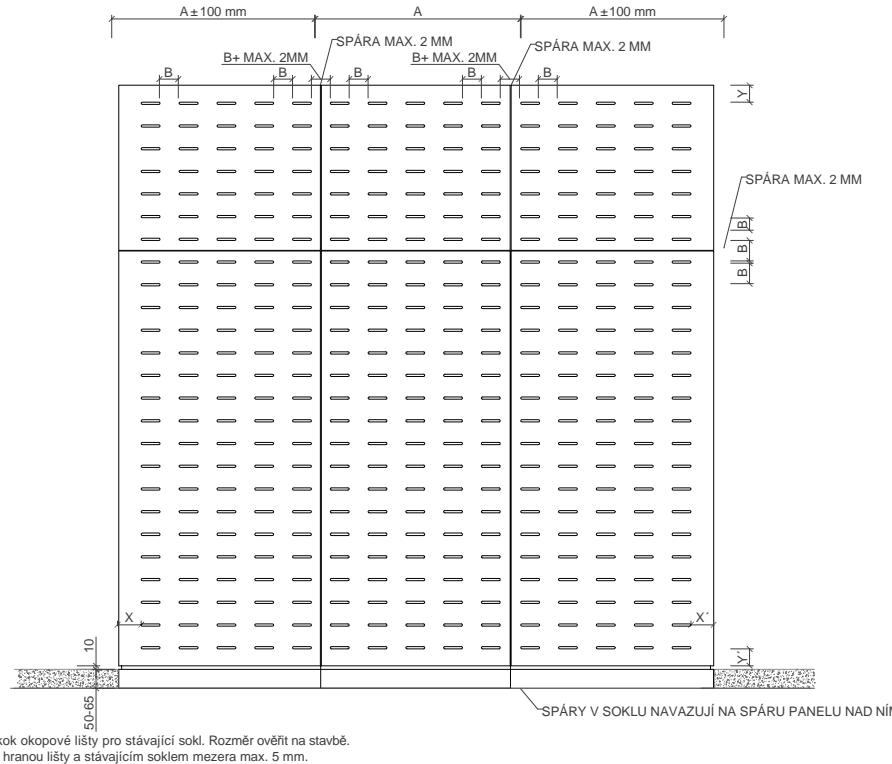 A±100 mm A A±100 mm
SPÁRA MAX. 2 MM
SPÁRA MAX. 2 MM
B+ MAX. 2MM B+ MAX. 2MM
B B B B B
Y
SPÁRA MAX. 2 MM
B
B
B
X X´
10
Y´
50-65
SPÁRY V SOKLU NAVAZUJÍ NA SPÁRU PANELU NAD
okopové lišty pro stávající sokl. Rozměr ověřit na stavbě.
hranou lišty a stávajícím soklem mezera max. 5 mm.